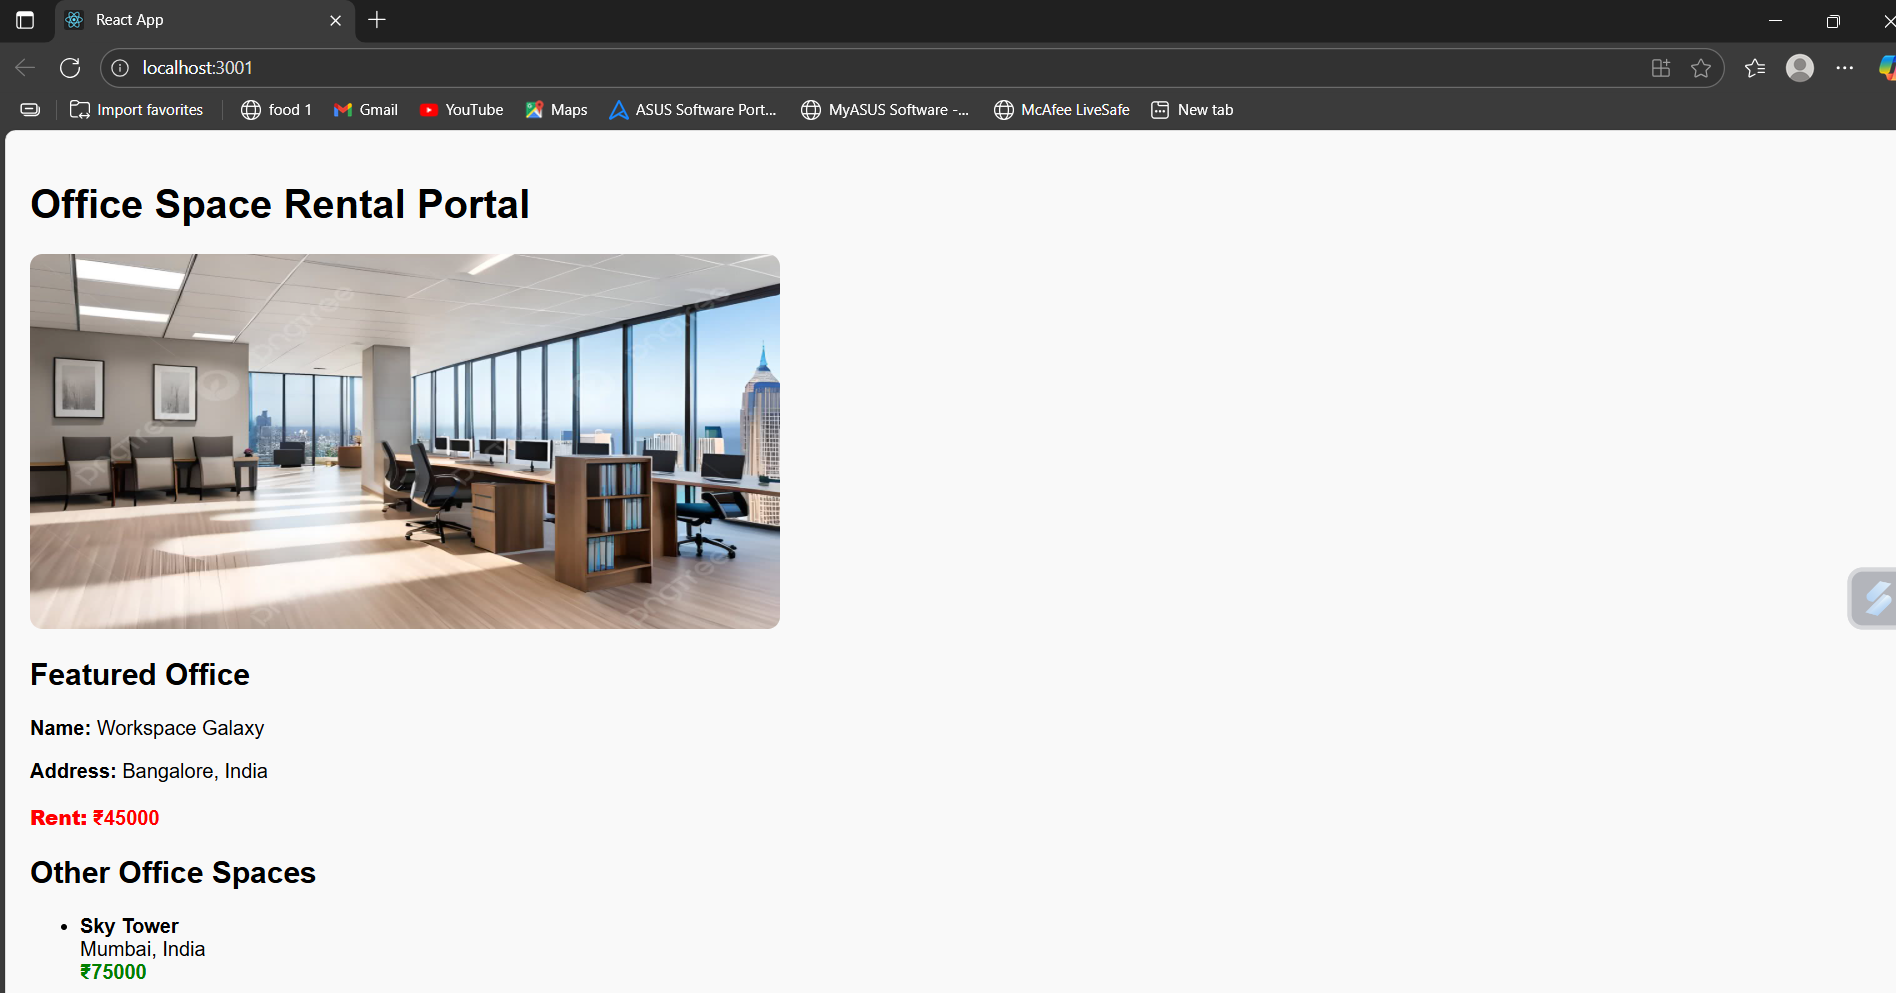 React App
localhost:3001
Import favorites
food 1
Gmail
YouTube
Maps
ASUS Software Port...
MyASUS Software -...
McAfee LiveSafe
New tab
Office Space Rental Portal
pngtree
Featured Office
Name: Workspace Galaxy
Address: Bangalore, India
Rent: ₹45000
Other Office Spaces
• Sky Tower
Mumbai, India
₹75000